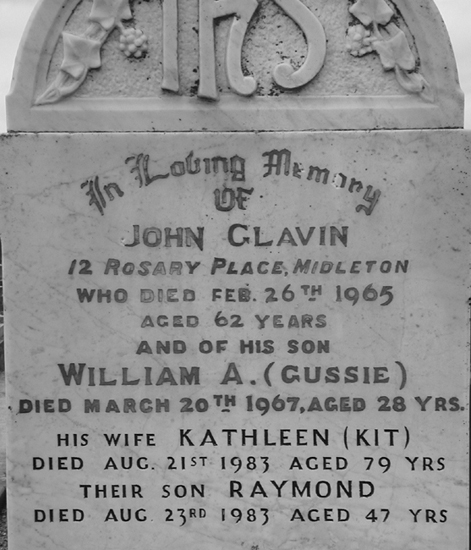 IHS
In Loving Memory
OF
JOHN GLAVIN
12 ROSARY PLACE, MIDLETON
WHO DIED FEB. 26TH 1965
AGED 62 YEARS
AND OF HIS SON
WILLIAM A. (GUSSIE)
DIED MARCH 20TH 1967, AGED 28 YRS.
HIS WIFE KATHLEEN (KIT)
DIED AUG. 21ST 1983 AGED 79 YRS
THEIR SON RAYMOND
DIED AUG 23RD 1983 AGED 47 YRS